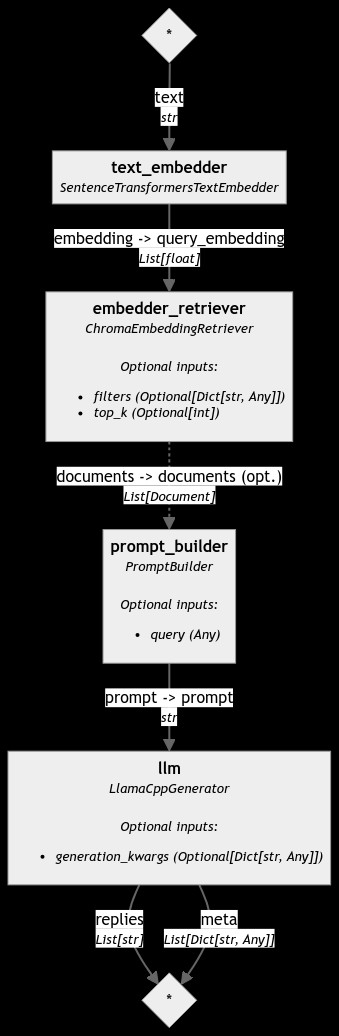 *
text
str
text_embedder
SentenceTransformersTextEmbedder
embedding -> query_embedding
List[float]
embedder_retriever
ChromaEmbeddingRetriever
Optional inputs:
• filters (Optional[Dict[str, Any]])
• top_k (Optional[int])
documents -> documents (opt.)
List[Document]
prompt_builder
PromptBuilder
Optional inputs:
• query (Any)
prompt -> prompt
str
llm
LlamaCppGenerator
Optional inputs:
• generation_kwargs (Optional[Dict[str, Any]])
replies
List[str]
meta
List[Dict[str, Any]]
*